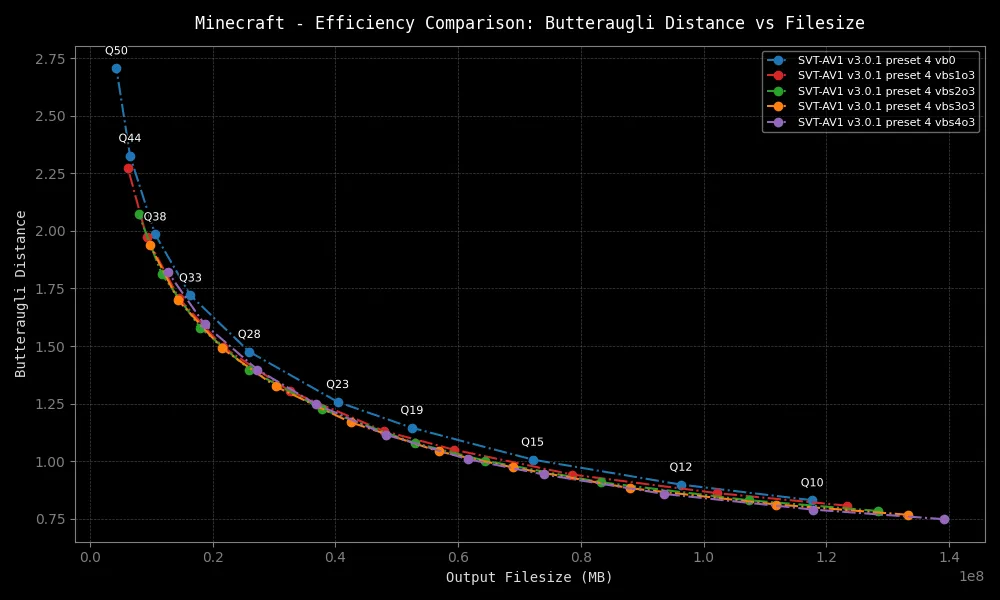 Minecraft - Efficiency Comparison: Butteraugli Distance vs Filesize
SVT-AV1 v3.0.1 preset 4 vb0
SVT-AV1 v3.0.1 preset 4 vbs1o3
SVT-AV1 v3.0.1 preset 4 vbs2o3
SVT-AV1 v3.0.1 preset 4 vbs3o3
SVT-AV1 v3.0.1 preset 4 vbs4o3
Butteraugli Distance
2.75
2.50
2.25
2.00
1.75
1.50
1.25
1.00
0.75
Q50
Q44
Q38
Q33
Q28
Q23
Q19
Q15
Q12
Q10
0.0
0.2
0.4
0.6
0.8
1.0
1.2
1.4
1e8
Output Filesize (MB)